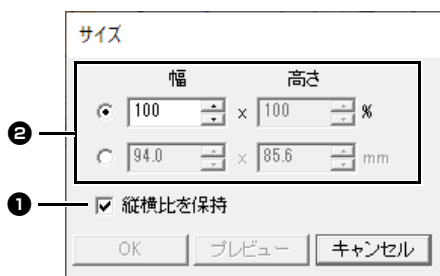 サイズ
幅 高さ
100 x 100 %
❷
94.0 x 85.6 mm
❶ 縦横比を保持
OK プレビュー キャンセル